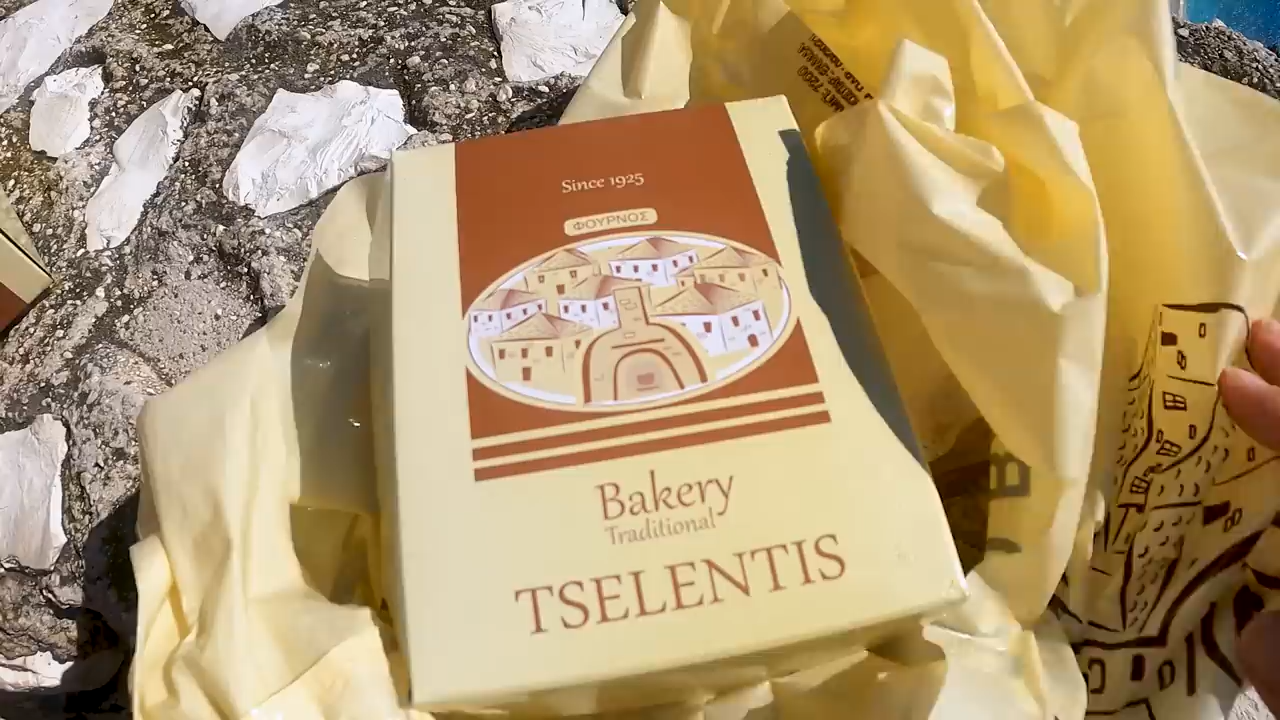 Since 1925
ΦΟΥΡΝΟΣ
Bakery
Traditional
TSELENTIS